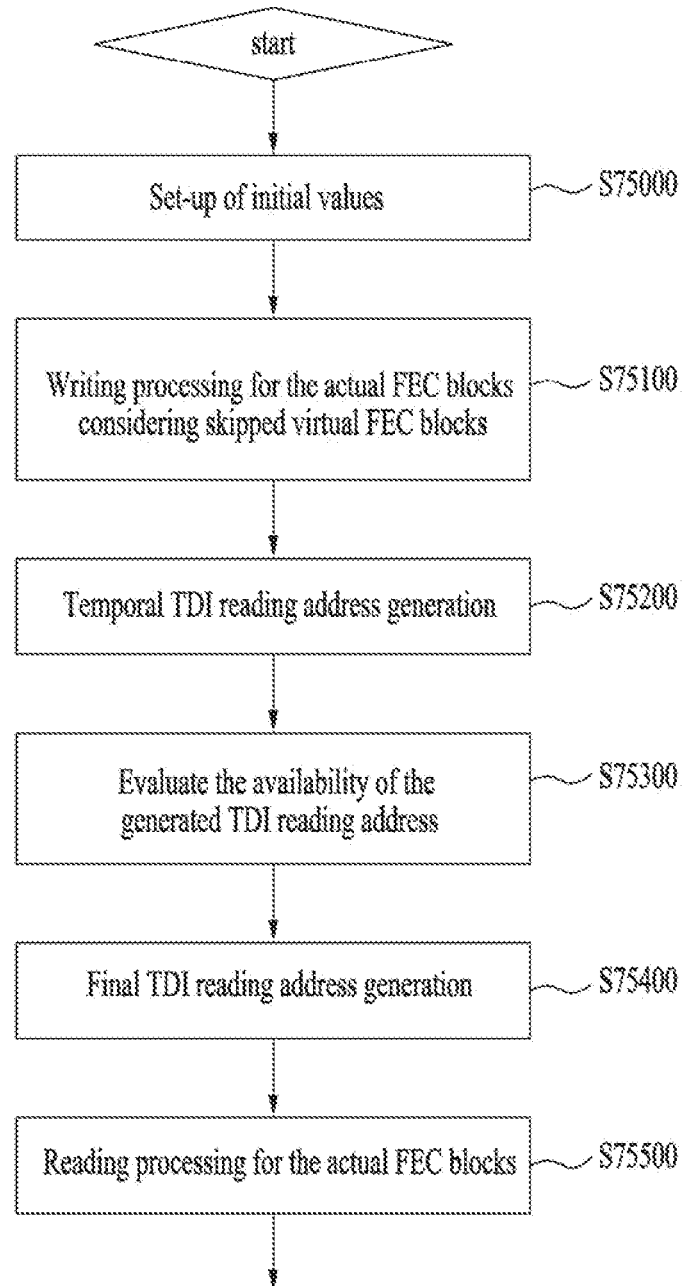 start
Set-up of initial values
S75000
Writing processing for the actual FEC blocks
considering skipped virtual FEC blocks
S75100
Temporal TDI reading address generation
S75200
Evaluate the availability of the
generated TDI reading address
S75300
Final TDI reading address generation
S75400
Reading processing for the actual FEC blocks
S75500